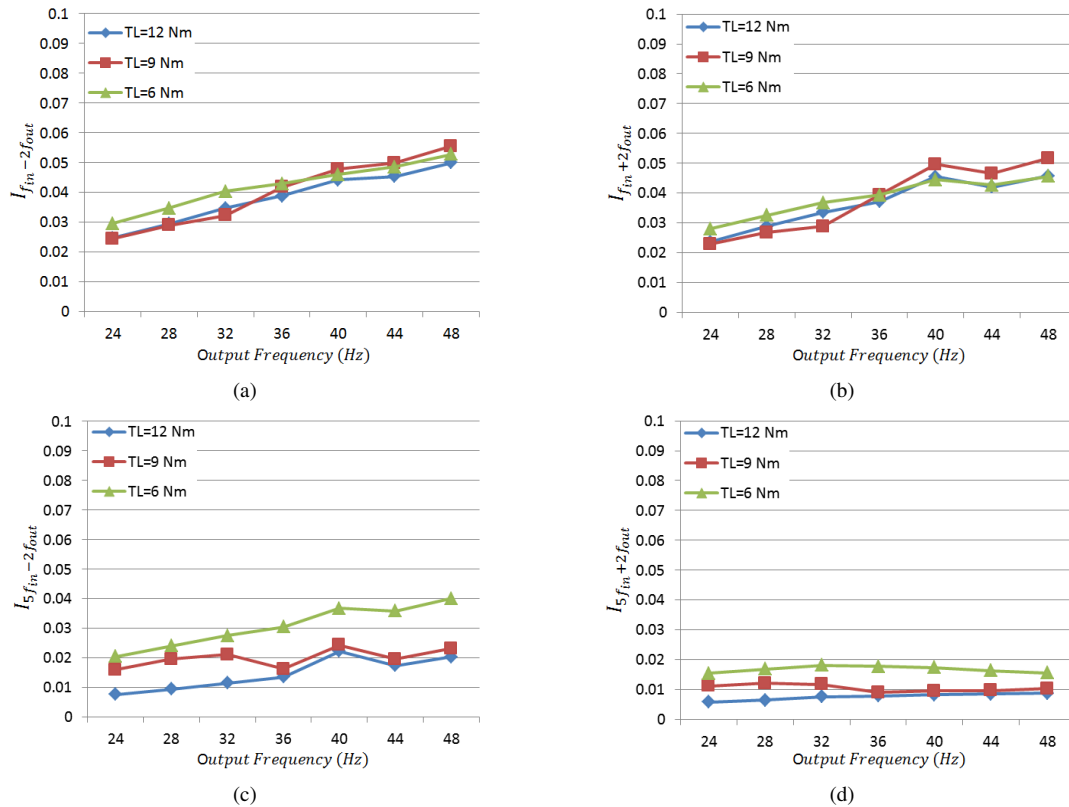 0.1
0.09
0.08
0.07
0.06
0.05
0.04
0.03
0.02
0.01
0
TL=12 Nm
TL=9 Nm
TL=6 Nm
I_{f_{in}-2f_{out}}
24 28 32 36 40 44 48
Output Frequency (Hz)
(a)
0.1
0.09
0.08
0.07
0.06
0.05
0.04
0.03
0.02
0.01
0
TL=12 Nm
TL=9 Nm
TL=6 Nm
I_{f_{in}+2f_{out}}
24 28 32 36 40 44 48
Output Frequency (Hz)
(b)
0.1
0.09
0.08
0.07
0.06
0.05
0.04
0.03
0.02
0.01
0
TL=12 Nm
TL=9 Nm
TL=6 Nm
I_{5f_{in}-2f_{out}}
24 28 32 36 40 44 48
Output Frequency (Hz)
(c)
0.1
0.09
0.08
0.07
0.06
0.05
0.04
0.03
0.02
0.01
0
TL=12 Nm
TL=9 Nm
TL=6 Nm
I_{5f_{in}+2f_{out}}
24 28 32 36 40 44 48
Output Frequency (Hz)
(d)